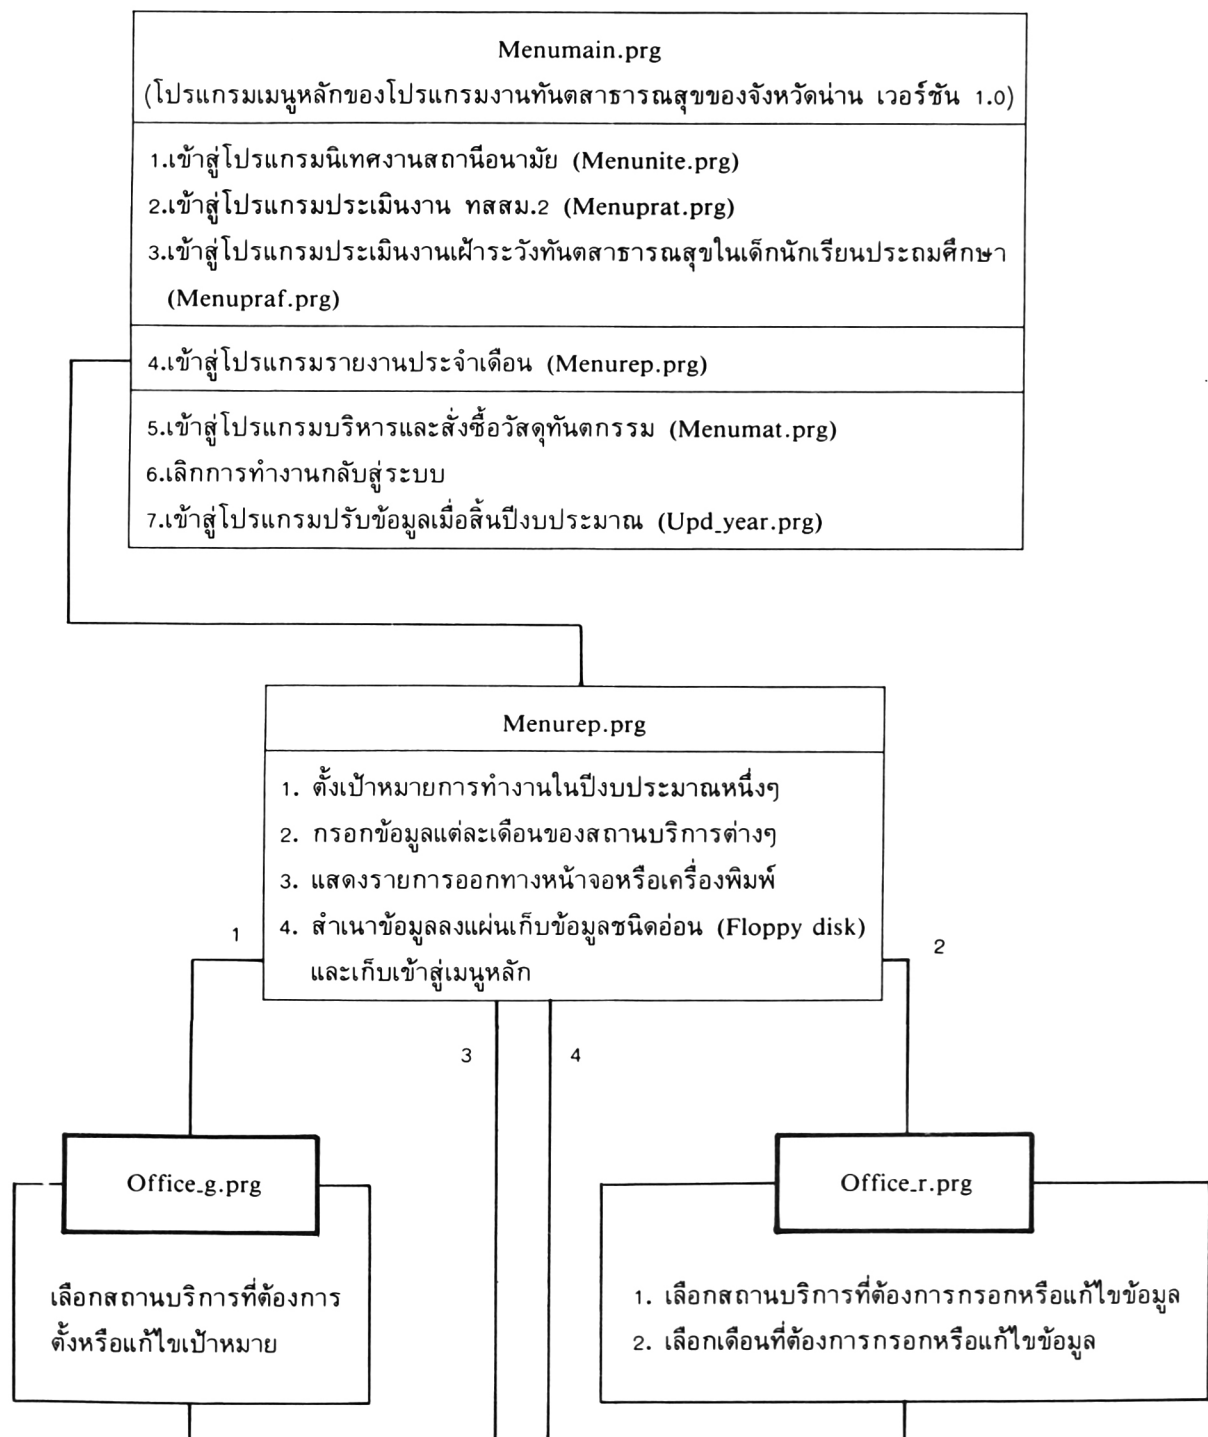 Menumain.prg
(โปรแกรมเมนูหลักของโปรแกรมงานทันตสาธารณสุขของจังหวัดน่าน เวอร์ชัน 1.0)
1.เข้าสู่โปรแกรมนิเทศงานสถานีอนามัย (Menunite.prg)
2.เข้าสู่โปรแกรมประเมินงาน ทสสม.2 (Menuprat.prg)
3.เข้าสู่โปรแกรมประเมินงานเฝ้าระวังทันตสาธารณสุขในเด็กนักเรียนประถมศึกษา
(Menupraf.prg)
4.เข้าสู่โปรแกรมรายงานประจำเดือน (Menurep.prg)
5.เข้าสู่โปรแกรมบริหารและสั่งซื้อวัสดุทันตกรรม (Menumat.prg)
6.เลิกการทำงานกลับสู่ระบบ
7.เข้าสู่โปรแกรมปรับข้อมูลเมื่อสิ้นปีงบประมาณ (Upd_year.prg)
Menurep.prg
1. ตั้งเป้าหมายการทำงานในปีงบประมาณหนึ่งๆ
2. กรอกข้อมูลแต่ละเดือนของสถานบริการต่างๆ
3. แสดงรายการออกทางหน้าจอหรือเครื่องพิมพ์
4. สำเนาข้อมูลลงแผ่นเก็บข้อมูลชนิดอ่อน (Floppy disk)
และเก็บเข้าสู่เมนูหลัก
1
2
3
4
Office_g.prg
เลือกสถานบริการที่ต้องการ
ตั้งหรือแก้ไขเป้าหมาย
Office_r.prg
1. เลือกสถานบริการที่ต้องการกรอกหรือแก้ไขข้อมูล
2. เลือกเดือนที่ต้องการกรอกหรือแก้ไขข้อมูล